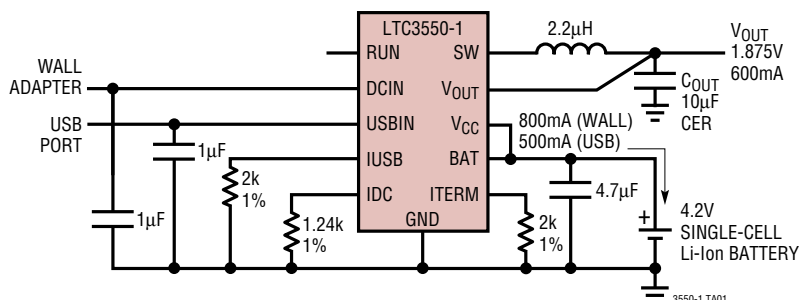 LTC3550-1
RUN
DCIN
USBIN
IUSB
IDC
SW
VOUT
VCC
BAT
ITERM
GND
WALL
ADAPTER
USB
PORT
1µF
1µF
2k
1%
1.24k
1%
2.2µH
VOUT
1.875V
600mA
COUT
10µF
CER
800mA (WALL)
500mA (USB)
4.7µF
2k
1%
+
4.2V
SINGLE-CELL
Li-Ion BATTERY
3550-1 TA01